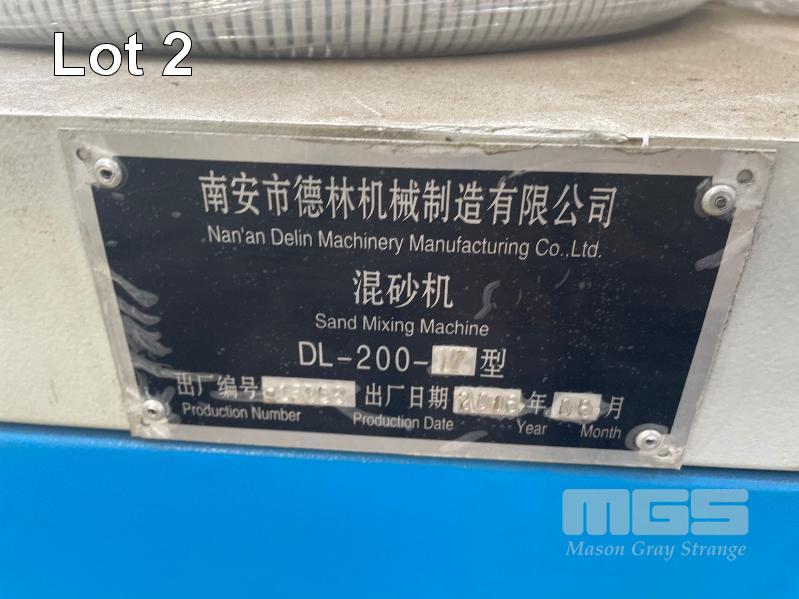 Lot 2
南安市德林机械制造有限公司
Nan'an Delin Machinery Manufacturing Co.,Ltd.
混砂机
Sand Mixing Machine
DL-200- 型
出厂编号 出厂日期 年 06 月
Production Number Production Date Year Month
MGS
Mason Gray Strange